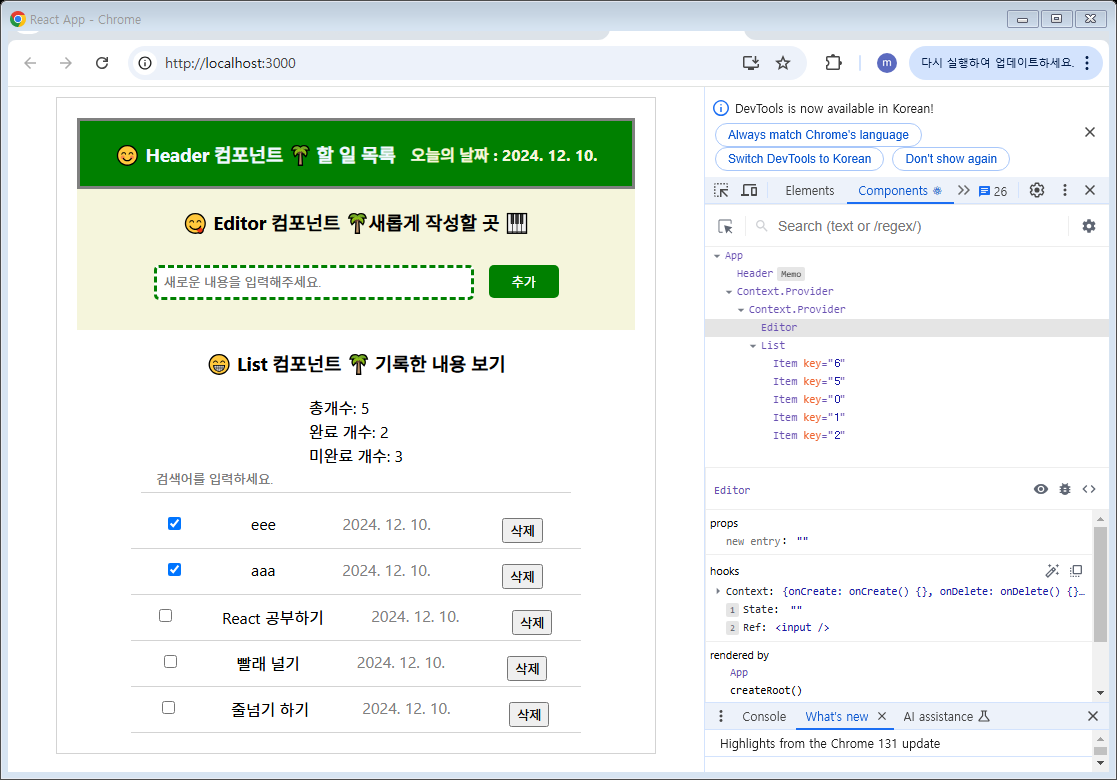 React App - Chrome
http://localhost:3000
m
다시 실행하여 업데이트하세요.
Header 컴포넌트 🌴 할 일 목록 오늘의 날짜 : 2024. 12. 10.
Editor 컴포넌트 🌴새롭게 작성할 곳
새로운 내용을 입력해주세요.
추가
List 컴포넌트 🌴 기록한 내용 보기
총개수: 5
완료 개수: 2
미완료 개수: 3
검색어를 입력하세요.
eee 2024. 12. 10. 삭제
aaa 2024. 12. 10. 삭제
React 공부하기 2024. 12. 10. 삭제
빨래 널기 2024. 12. 10. 삭제
줄넘기 하기 2024. 12. 10. 삭제
DevTools is now available in Korean!
Always match Chrome's language
Switch DevTools to Korean Don't show again
Elements Components 26
Search (text or /regex/)
App
Header Memo
Context.Provider
Context.Provider
Editor
List
Item key="6"
Item key="5"
Item key="0"
Item key="1"
Item key="2"
Editor
props
new entry: ""
hooks
Context: {onCreate: onCreate() {}, onDelete: onDelete() {}…
1 State: ""
2 Ref: <input />
rendered by
App
createRoot()
Console What's new AI assistance
Highlights from the Chrome 131 update